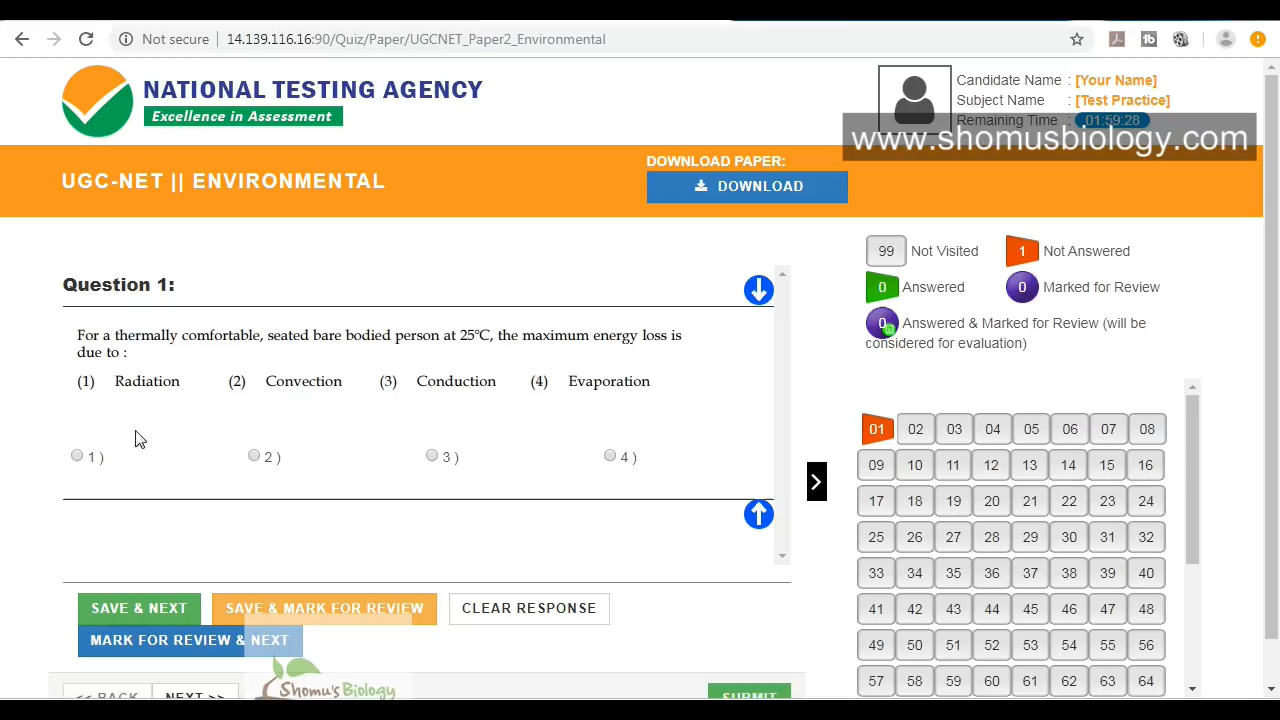 Not secure | 14.139.116.16:90/Quiz/Paper/UGCNET_Paper2_Environmental
NATIONAL TESTING AGENCY
Excellence in Assessment
Candidate Name : [Your Name]
Subject Name : [Test Practice]
Remaining Time : 01:59:28
www.shomusbiology.com
UGC-NET || ENVIRONMENTAL
DOWNLOAD PAPER:
DOWNLOAD
99 Not Visited 1 Not Answered
0 Answered 0 Marked for Review
0 Answered & Marked for Review (will be
considered for evaluation)
Question 1:
For a thermally comfortable, seated bare bodied person at 25°C, the maximum energy loss is
due to :
(1) Radiation (2) Convection (3) Conduction (4) Evaporation
1 ) 2 ) 3 ) 4 )
01 02 03 04 05 06 07 08
09 10 11 12 13 14 15 16
17 18 19 20 21 22 23 24
25 26 27 28 29 30 31 32
33 34 35 36 37 38 39 40
41 42 43 44 45 46 47 48
49 50 51 52 53 54 55 56
57 58 59 60 61 62 63 64
SAVE & NEXT SAVE & MARK FOR REVIEW CLEAR RESPONSE
MARK FOR REVIEW & NEXT
Shomu's Biology
<< BACK NEXT >> SUBMIT